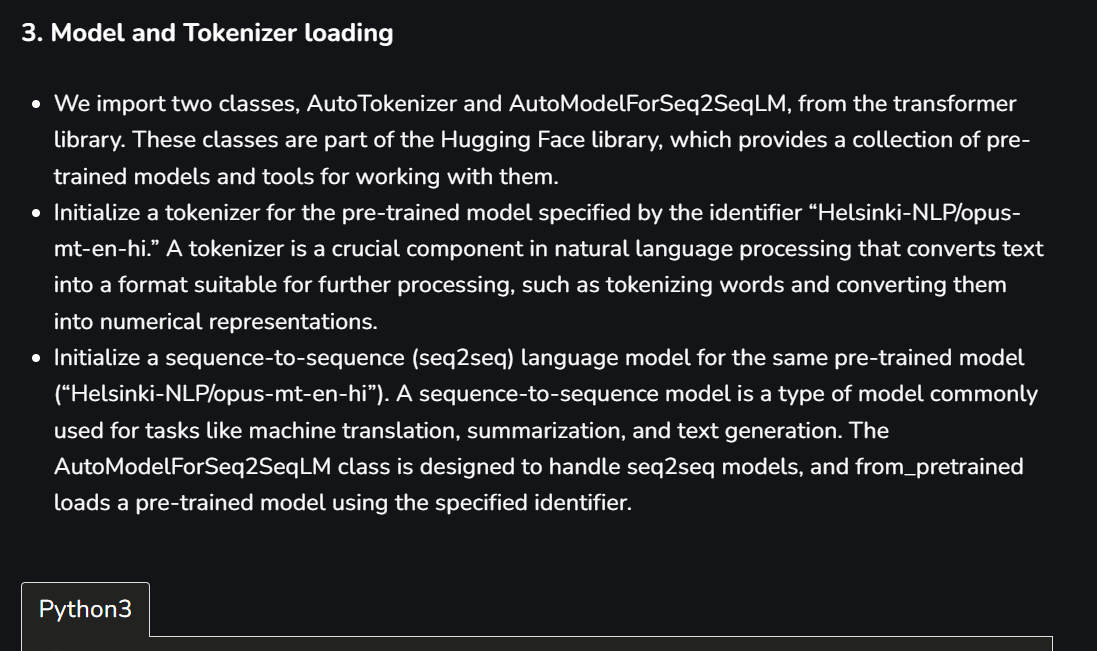 3. Model and Tokenizer loading
• We import two classes, AutoTokenizer and AutoModelForSeq2SeqLM, from the transformer
library. These classes are part of the Hugging Face library, which provides a collection of pre-
trained models and tools for working with them.
• Initialize a tokenizer for the pre-trained model specified by the identifier “Helsinki-NLP/opus-
mt-en-hi.” A tokenizer is a crucial component in natural language processing that converts text
into a format suitable for further processing, such as tokenizing words and converting them
into numerical representations.
• Initialize a sequence-to-sequence (seq2seq) language model for the same pre-trained model
(“Helsinki-NLP/opus-mt-en-hi”). A sequence-to-sequence model is a type of model commonly
used for tasks like machine translation, summarization, and text generation. The
AutoModelForSeq2SeqLM class is designed to handle seq2seq models, and from_pretrained
loads a pre-trained model using the specified identifier.
Python3